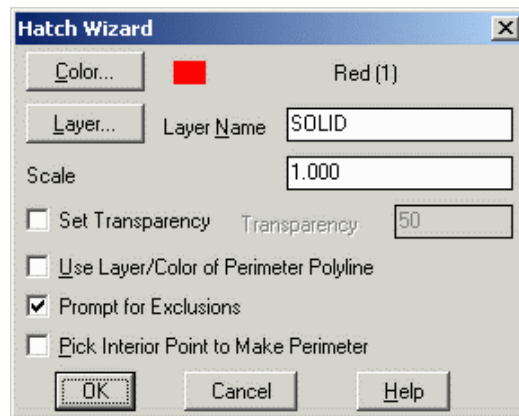 Hatch Wizard
Color... Red (1)
Layer... Layer Name SOLID
Scale 1.000
Set Transparency Transparency 50
Use Layer/Color of Perimeter Polyline
Prompt for Exclusions
Pick Interior Point to Make Perimeter
OK Cancel Help